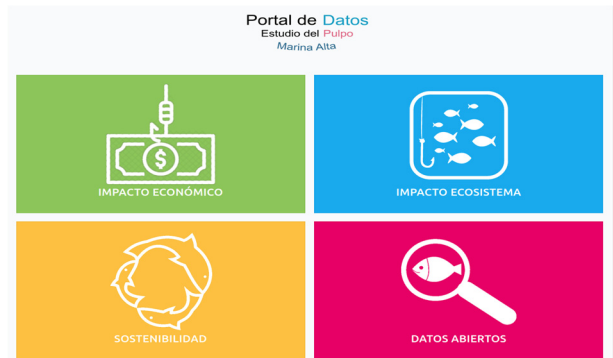 Portal de Datos
Estudio del Pulpo
Marina Alta
IMPACTO ECONÓMICO
IMPACTO ECOSISTEMA
SOSTENIBILIDAD
DATOS ABIERTOS